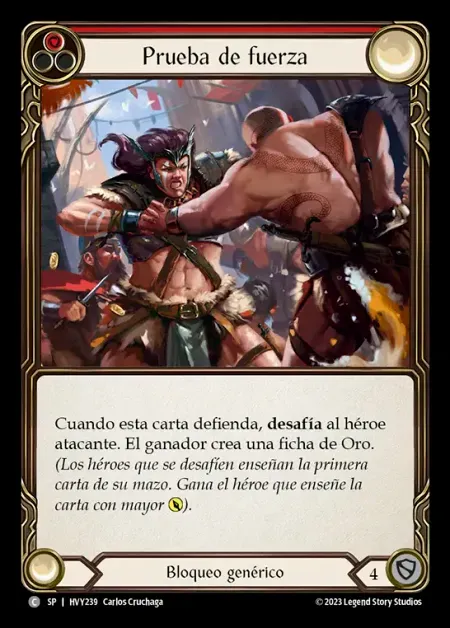 Prueba de fuerza
Cuando esta carta defienda, desafía al héroe
atacante. El ganador crea una ficha de Oro.
(Los héroes que se desafíen enseñan la primera
carta de su mazo. Gana el héroe que enseñe la
carta con mayor ).
Bloqueo genérico
4
C SP | HVY239 Carlos Cruchaga
© 2023 Legend Story Studios